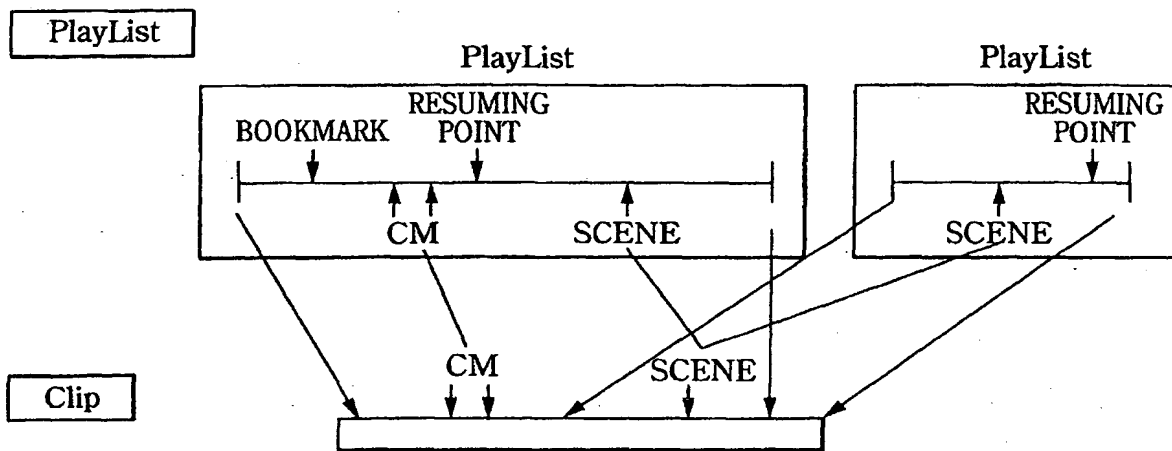 PlayList
PlayList
PlayList
BOOKMARK
RESUMING
POINT
RESUMING
POINT
CM
SCENE
SCENE
CM
SCENE
Clip